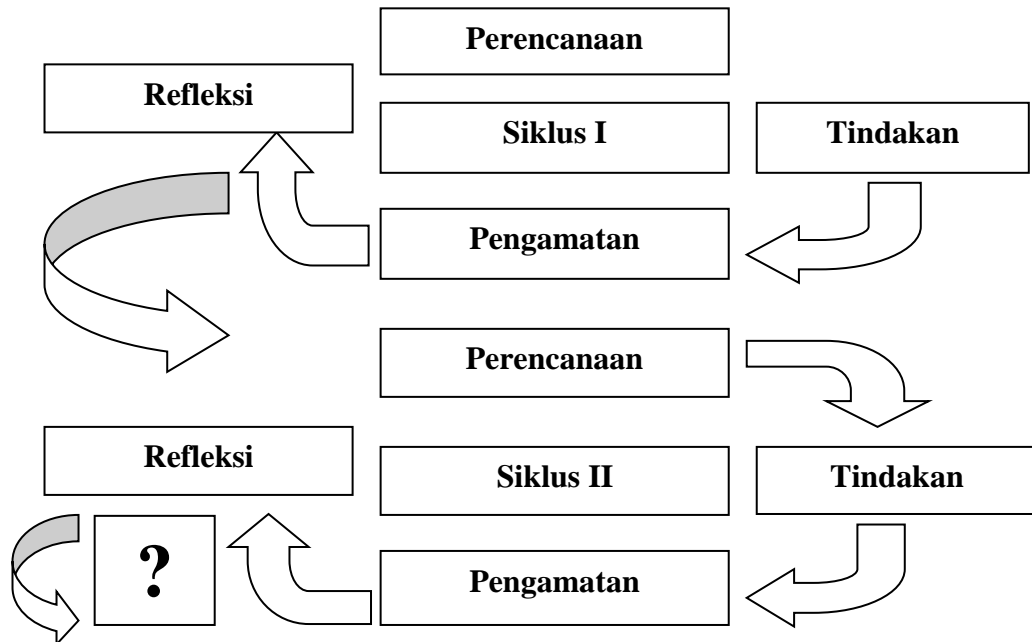 Perencanaan
Refleksi
Siklus I
Tindakan
Pengamatan
Perencanaan
Refleksi
Siklus II
Tindakan
?
Pengamatan